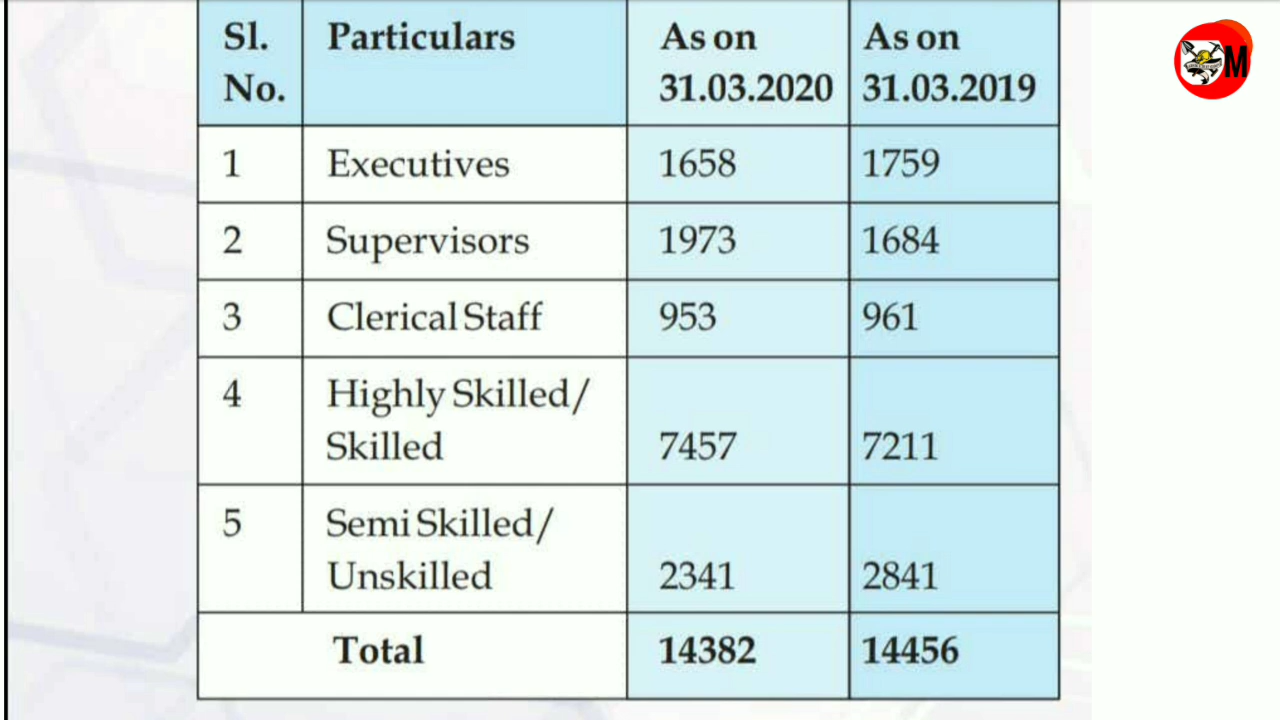 Sl. No. Particulars As on 31.03.2020 As on 31.03.2019
1 Executives 1658 1759
2 Supervisors 1973 1684
3 Clerical Staff 953 961
4 Highly Skilled/
Skilled 7457 7211
5 Semi Skilled/
Unskilled 2341 2841
Total 14382 14456
M